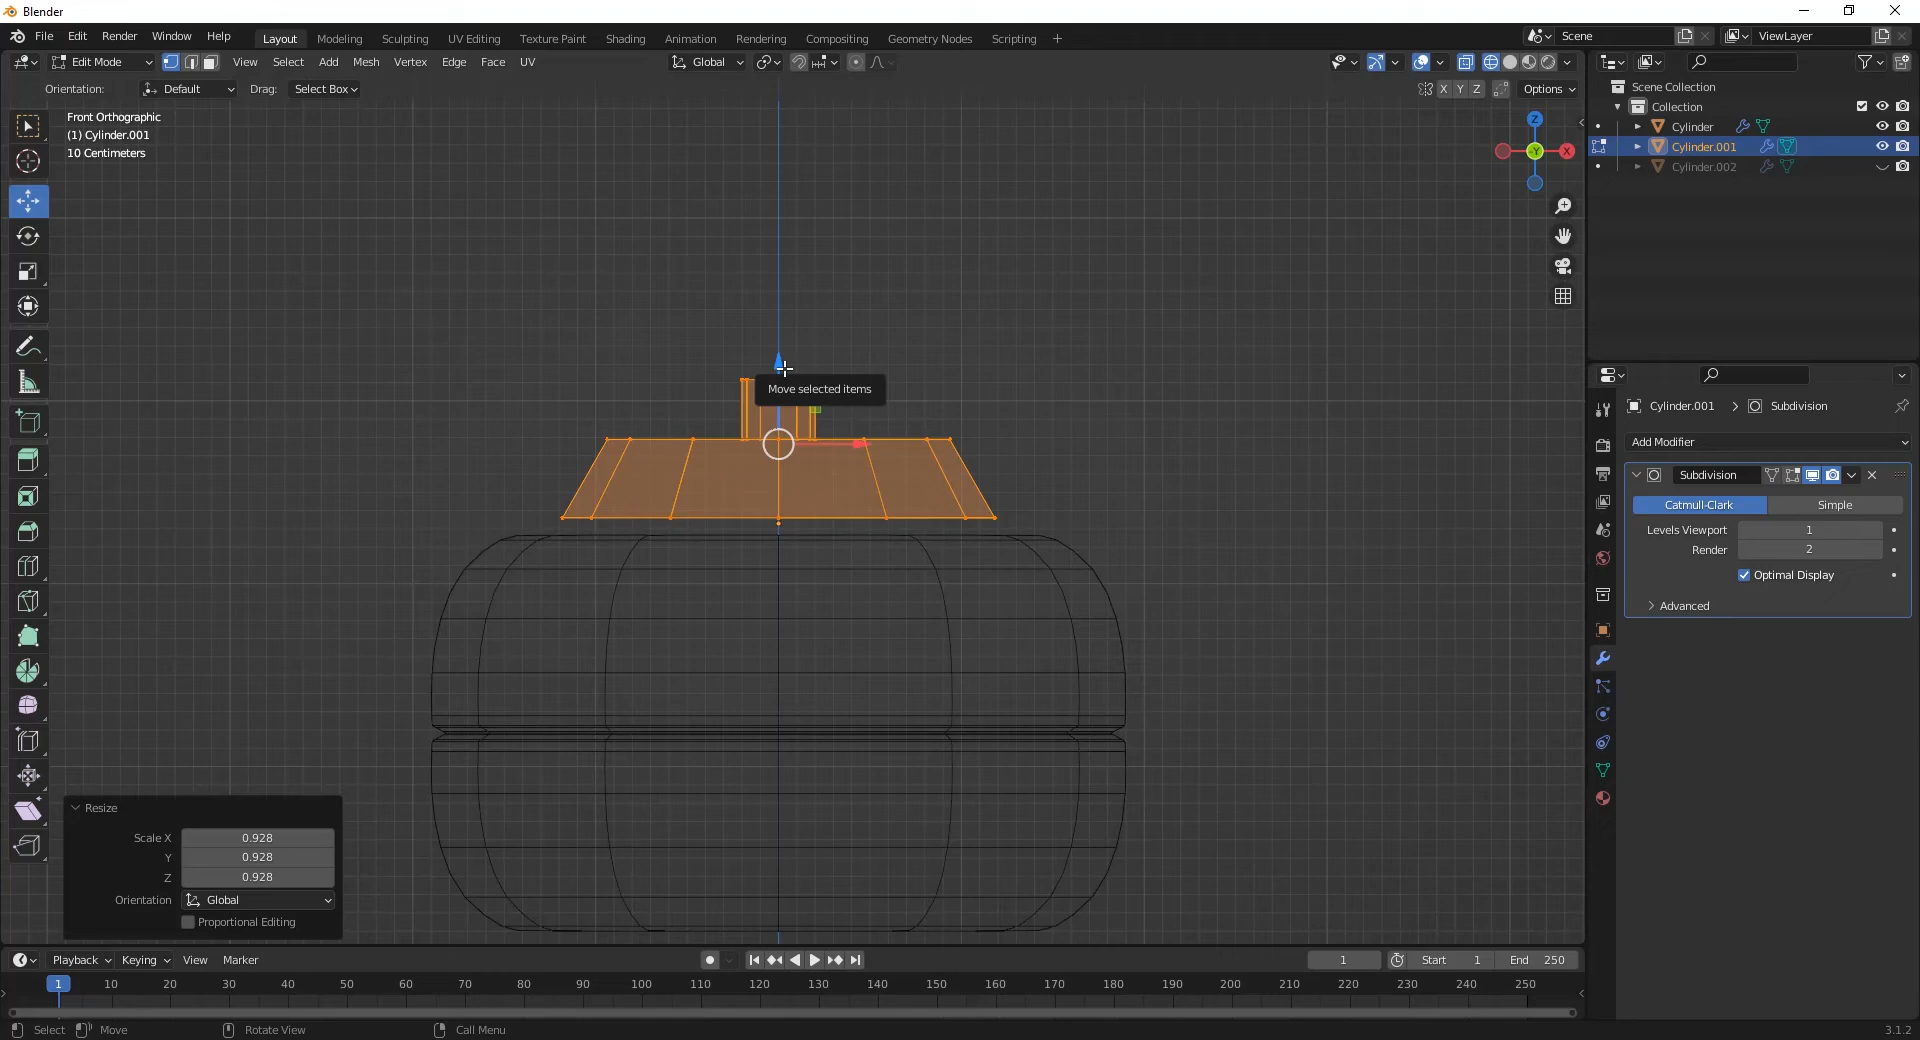 Blender
File Edit Render Window Help
Layout Modeling Sculpting UV Editing Texture Paint Shading Animation Rendering Compositing Geometry Nodes Scripting +
Scene
ViewLayer
Edit Mode View Select Add Mesh Vertex Edge Face UV
Global
Orientation: Default Drag: Select Box
X Y Z Options
Front Orthographic
(1) Cylinder.001
10 Centimeters
Z
-Y
X
Move selected items
Resize
Scale X 0.928
Y 0.928
Z 0.928
Orientation Global
Proportional Editing
Scene Collection
Collection
Cylinder
Cylinder.001
Cylinder.002
Cylinder.001 > Subdivision
Add Modifier
Subdivision
Catmull-Clark Simple
Levels Viewport 1
Render 2
Optimal Display
Advanced
Playback Keying View Marker
1 Start 1 End 250
1 10 20 30 40 50 60 70 80 90 100 110 120 130 140 150 160 170 180 190 200 210 220 230 240 250
Select Move Rotate View Call Menu
3.1.2